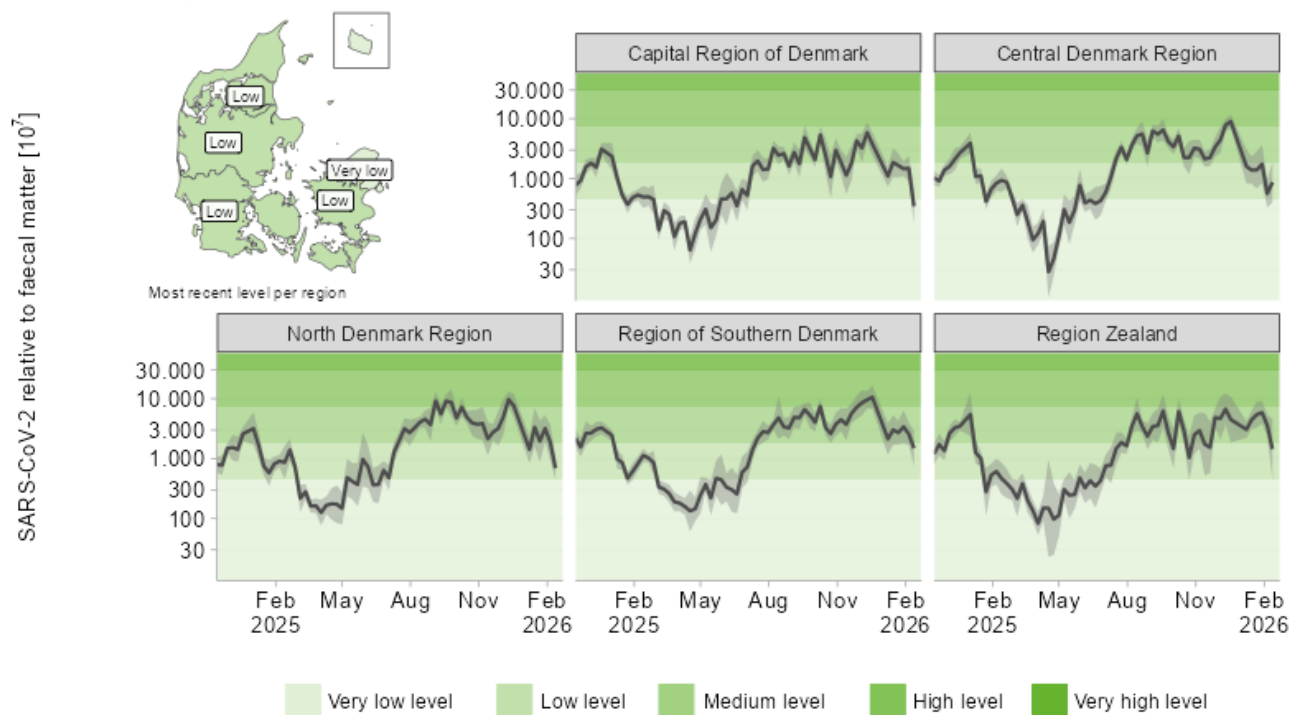 Low
Low
Very low
Low
Low
Most recent level per region
SARS-CoV-2 relative to faecal matter [10⁷]
Capital Region of Denmark
Central Denmark Region
30.000
10.000
3.000
1.000
300
100
30
North Denmark Region
Region of Southern Denmark
Region Zealand
30.000
10.000
3.000
1.000
300
100
30
Feb May Aug Nov Feb
2025 2026
Feb May Aug Nov Feb
2025 2026
Feb May Aug Nov Feb
2025 2026
Very low level Low level Medium level High level Very high level